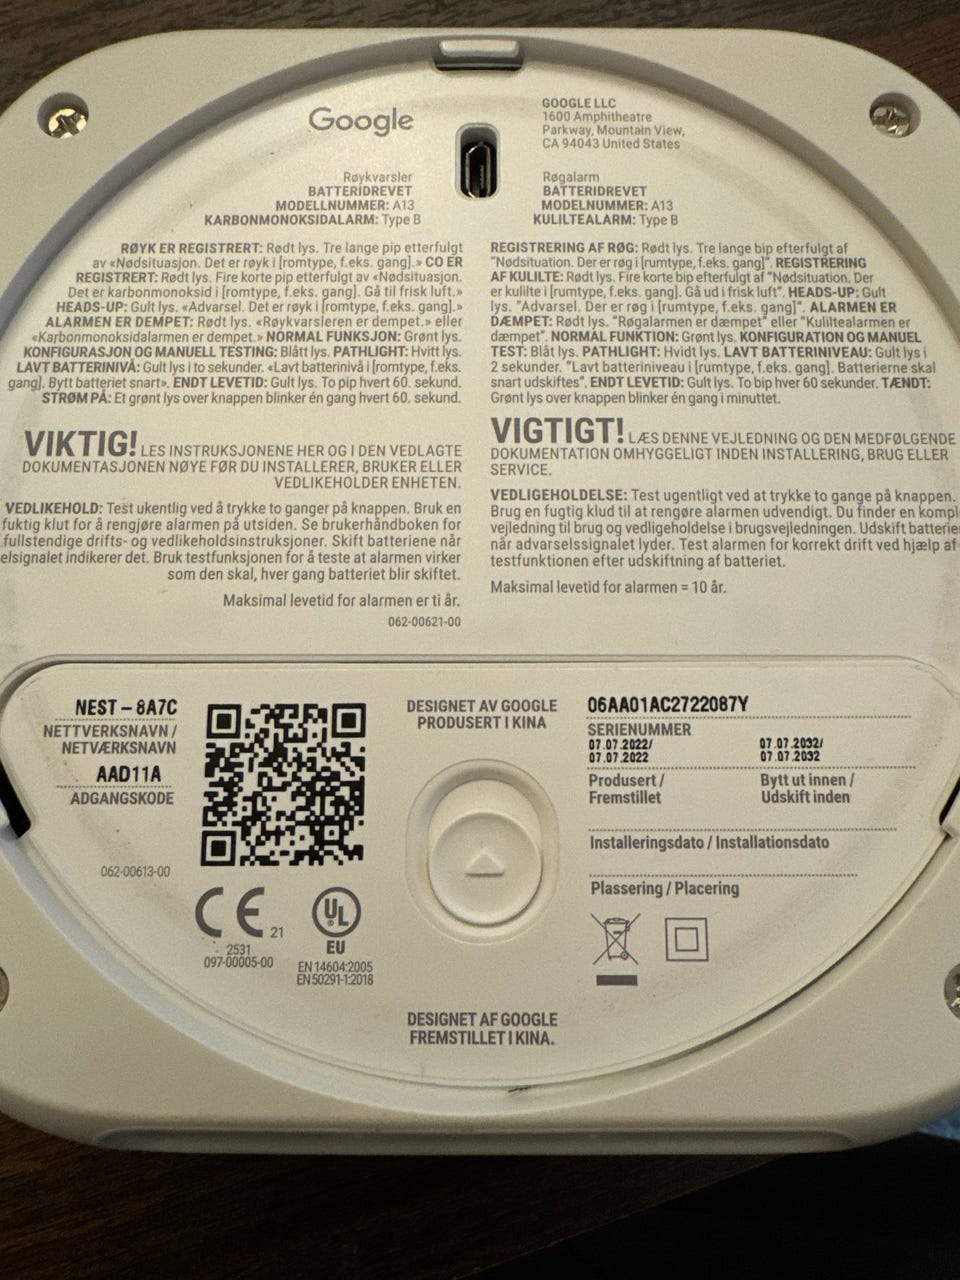 Google
Røykvarsler
BATTERIDREVET
MODELLNUMMER: A13
KARBONMONOKSIDALARM: Type B
RØYK ER REGISTRERT: Rødt lys. Tre lange pip etterfulgt
av «Nødsituasjon. Det er røyk i [romtype, f.eks. gang].» CO ER
REGISTRERT: Rødt lys. Fire korte pip etterfulgt av «Nødsituasjon.
Det er karbonmonoksid i [romtype, f.eks. gang]. Gå til frisk luft.»
HEADS-UP: Gult lys. «Advarsel. Det er røyk i [romtype, f.eks. gang].»
ALARMEN ER DEMPET: Rødt lys. «Røykvarsleren er dempet.» eller
«Karbonmonoksidalarmen er dempet.» NORMAL FUNKSJON: Grønt lys.
KONFIGURASJON OG MANUELL TESTING: Blått lys. PATHLIGHT: Hvitt lys.
LAVT BATTERINIVÅ: Gult lys i to sekunder. «Lavt batterinivå i [romtype, f.eks.
gang]. Bytt batteriet snart». ENDT LEVETID: Gult lys. To pip hvert 60. sekund.
STRØM PÅ: Et grønt lys over knappen blinker én gang hvert 60. sekund.
VIKTIG! LES INSTRUKSJONENE HER OG I DEN VEDLAGTE
DOKUMENTASJONEN NØYE FØR DU INSTALLERER, BRUKER ELLER
VEDLIKEHOLDER ENHETEN.
VEDLIKEHOLD: Test ukentlig ved å trykke to ganger på knappen. Bruk en
fuktig klut for å rengjøre alarmen på utsiden. Se brukerhåndboken for
fullstendige drifts- og vedlikeholdsinstruksjoner. Skift batteriene når
elsignalet indikerer det. Bruk testfunksjonen for å teste at alarmen virker
som den skal, hver gang batteriet blir skiftet.
Maksimal levetid for alarmen er ti år.
062-00621-00
GOOGLE LLC
1600 Amphitheatre
Parkway, Mountain View,
CA 94043 United States
Røgalarm
BATTERIDREVET
MODELNUMMER: A13
KULILTEALARM: Type B
REGISTRERING AF RØG: Rødt lys. Tre lange bip efterfulgt af
"Nødsituation. Der er røg i [rumtype, f.eks. gang]". REGISTRERING
AF KULILTE: Rødt lys. Fire korte bip efterfulgt af "Nødsituation. Der
er kulilte i [rumtype, f.eks. gang]. Gå ud i frisk luft". HEADS-UP: Gult
lys. "Advarsel. Der er røg i [rumtype, f.eks. gang]". ALARMEN ER
DÆMPET: Rødt lys. "Røgalarmen er dæmpet" eller "Kuliltealarmen er
dæmpet". NORMAL FUNKTION: Grønt lys. KONFIGURATION OG MANUEL
TEST: Blåt lys. PATHLIGHT: Hvidt lys. LAVT BATTERINIVEAU: Gult lys i
2 sekunder. "Lavt batteriniveau i [rumtype, f.eks. gang]. Batterierne skal
snart udskiftes". ENDT LEVETID: Gult lys. To bip hver 60 sekunder. TÆNDT:
Grønt lys over knappen blinker én gang i minuttet.
VIGTIGT! LÆS DENNE VEJLEDNING OG DEN MEDFØLGENDE
DOKUMENTATION OMHYGGELIGT INDEN INSTALLERING, BRUG ELLER
SERVICE.
VEDLIGEHOLDELSE: Test ugentligt ved at trykke to gange på knappen.
Brug en fugtig klud til at rengøre alarmen udvendigt. Du finder en kompl
vejledning til brug og vedligeholdelse i brugsvejledningen. Udskift batterie
når advarselssignalet lyder. Test alarmen for korrekt drift ved hjælp af
testfunktionen efter udskiftning af batteriet.
Maksimal levetid for alarmen = 10 år.
NEST – 8A7C
NETTVERKSNAVN /
NETVÆRKSNAVN
AAD11A
ADGANGSKODE
062-00613-00
CE 21
2531
097-00005-00
UL
EU
EN 14604:2005
EN 50291-1:2018
DESIGNET AV GOOGLE
PRODUSERT I KINA
DESIGNET AF GOOGLE
FREMSTILLET I KINA.
06AA01AC2722087Y
SERIENUMMER
07.07.2022/
07.07.2022
Produsert /
Fremstillet
07.07.2032/
07.07.2032
Bytt ut innen /
Udskift inden
Installeringsdato / Installationsdato
Plassering / Placering